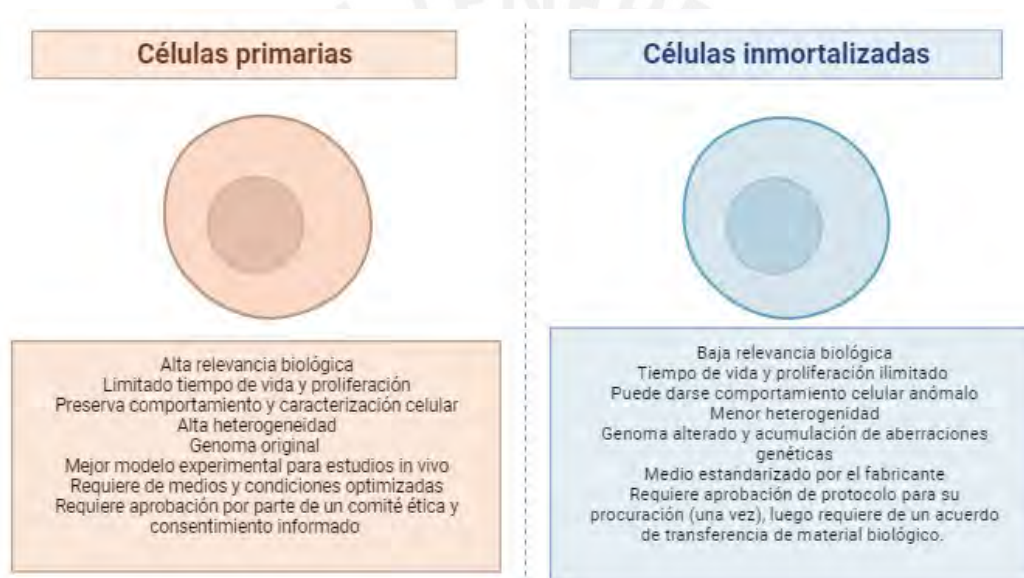 Células primarias
Alta relevancia biológica
Limitado tiempo de vida y proliferación
Preserva comportamiento y caracterización celular
Alta heterogeneidad
Genoma original
Mejor modelo experimental para estudios in vivo
Requiere de medios y condiciones optimizadas
Requiere aprobación por parte de un comité ética y
consentimiento informado
Células inmortalizadas
Baja relevancia biológica
Tiempo de vida y proliferación ilimitado
Puede darse comportamiento celular anómalo
Menor heterogenidad
Genoma alterado y acumulación de aberraciones
genéticas
Medio estandarizado por el fabricante
Requiere aprobación de protocolo para su
procuración (una vez), luego requiere de un acuerdo
de transferencia de material biológico.